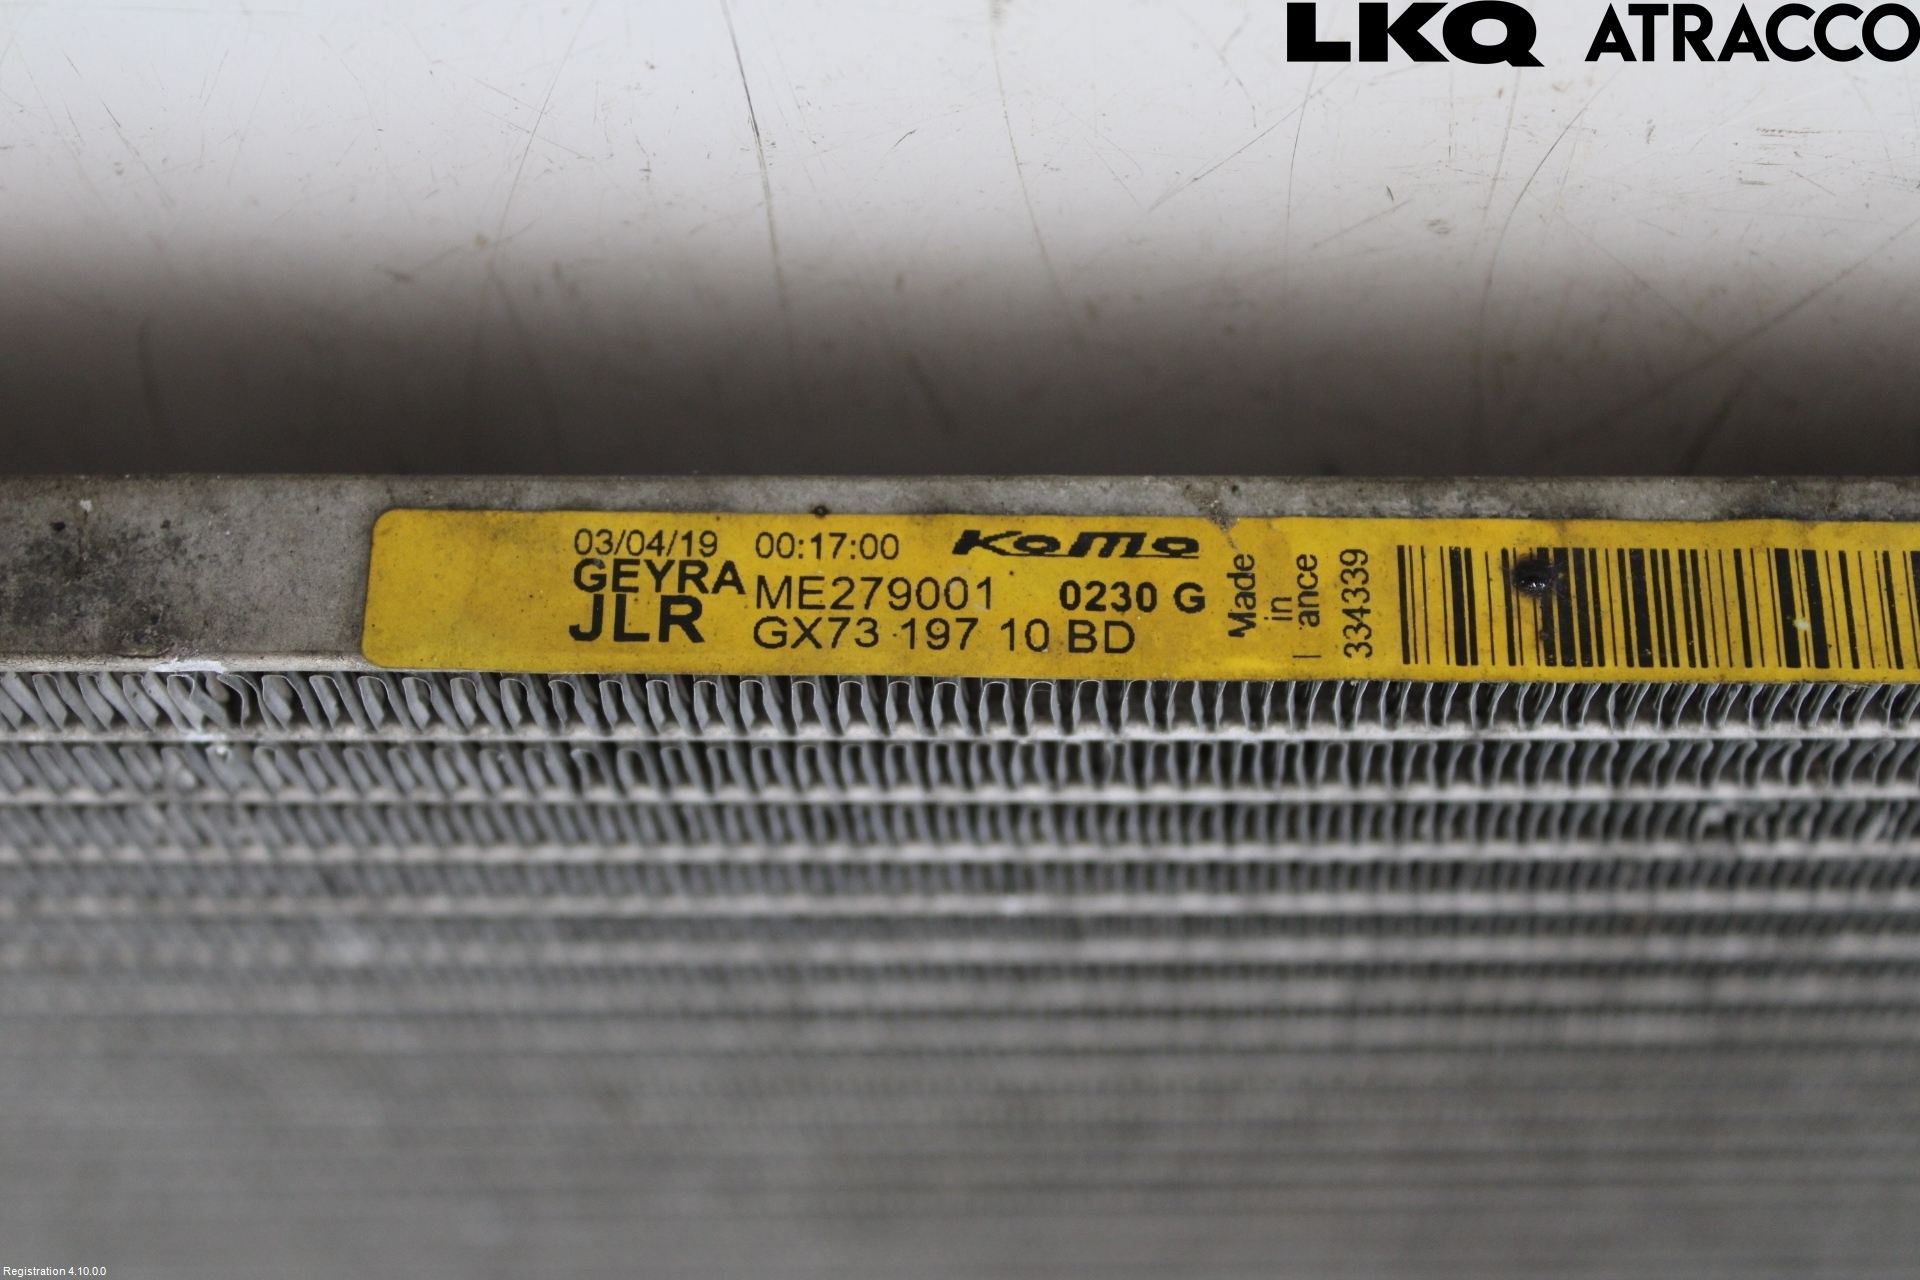 LKQ ATRACCO
03/04/19 00:17:00 KoMo
GEYRA ME279001 0230 G
JLR GX73 197 10 BD
Made
in
334339
Registration 4.10.0.0